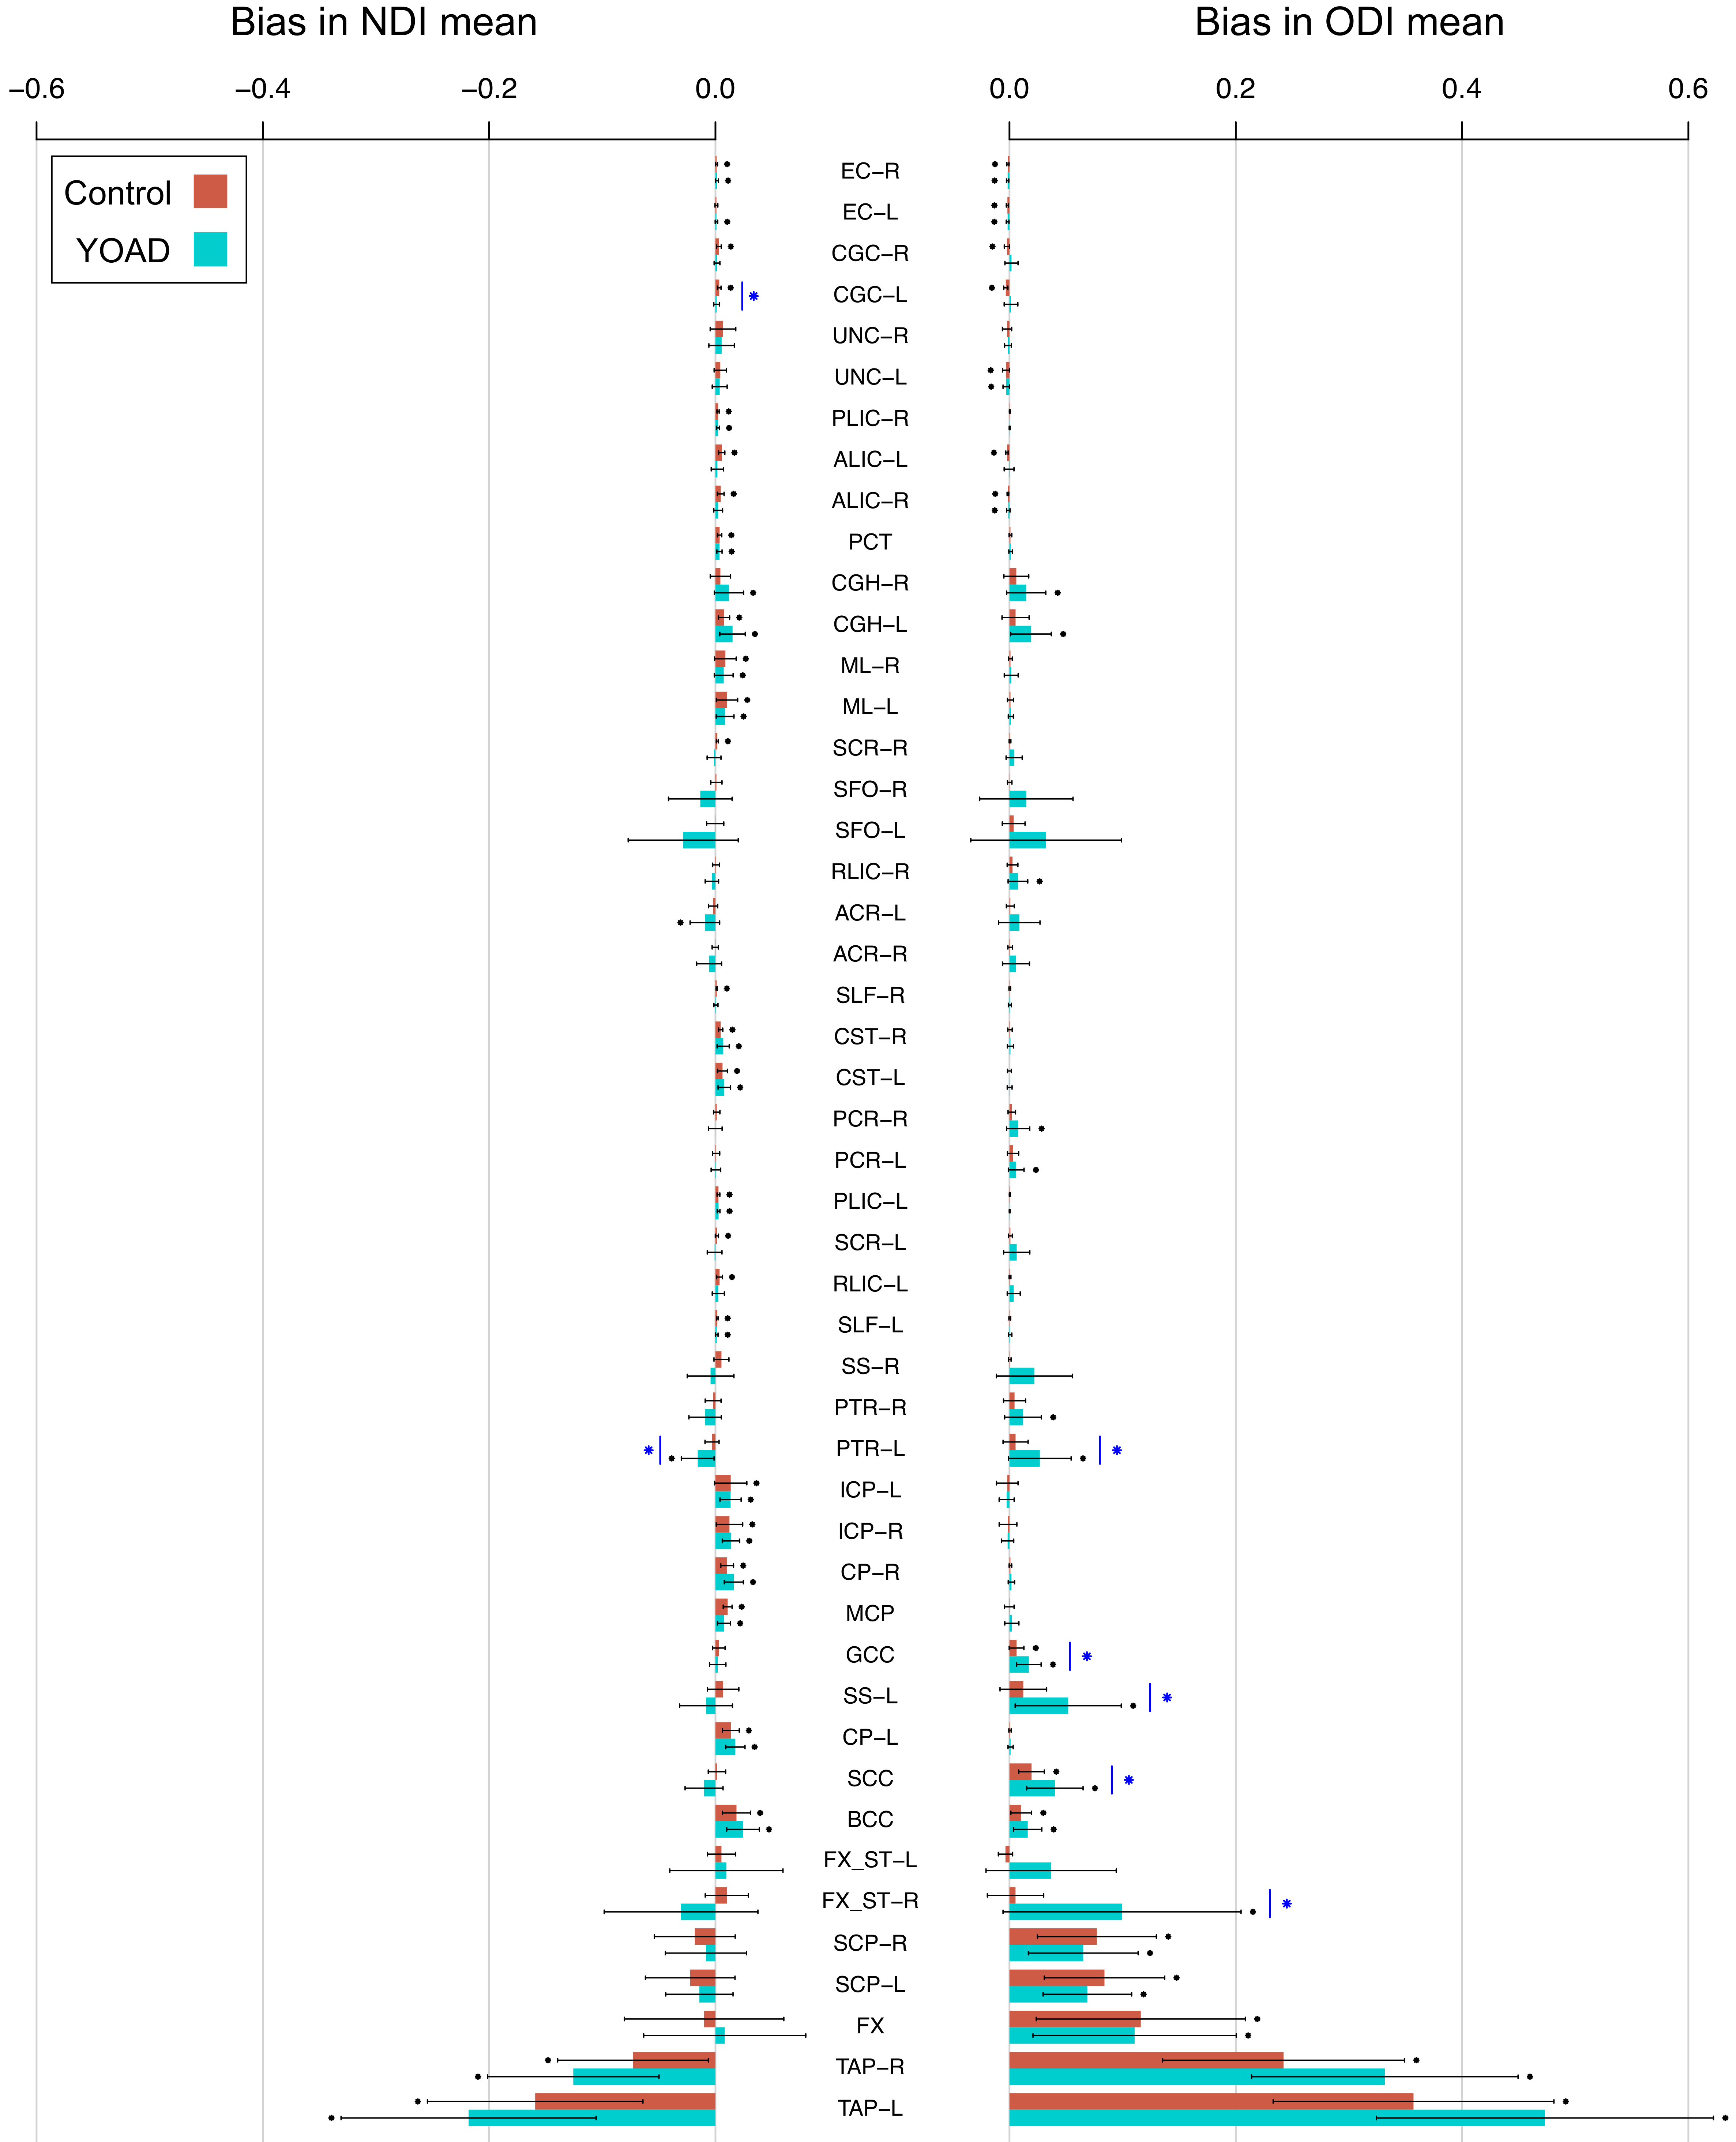 Bias in NDI mean Bias in ODI mean
−0.6 −0.4 −0.2 0.0 0.0 0.2 0.4 0.6
Control
YOAD
EC−R
EC−L
CGC−R
CGC−L
UNC−R
UNC−L
PLIC−R
ALIC−L
ALIC−R
PCT
CGH−R
CGH−L
ML−R
ML−L
SCR−R
SFO−R
SFO−L
RLIC−R
ACR−L
ACR−R
SLF−R
CST−R
CST−L
PCR−R
PCR−L
PLIC−L
SCR−L
RLIC−L
SLF−L
SS−R
PTR−R
PTR−L
ICP−L
ICP−R
CP−R
MCP
GCC
SS−L
CP−L
SCC
BCC
FX_ST−L
FX_ST−R
SCP−R
SCP−L
FX
TAP−R
TAP−L